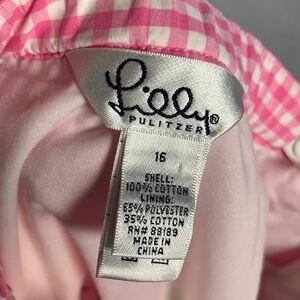 Lilly®
PULITZER
16
SHELL:
100% COTTON
LINING:
65% POLYESTER
35% COTTON
RN# 88189
MADE IN
CHINA